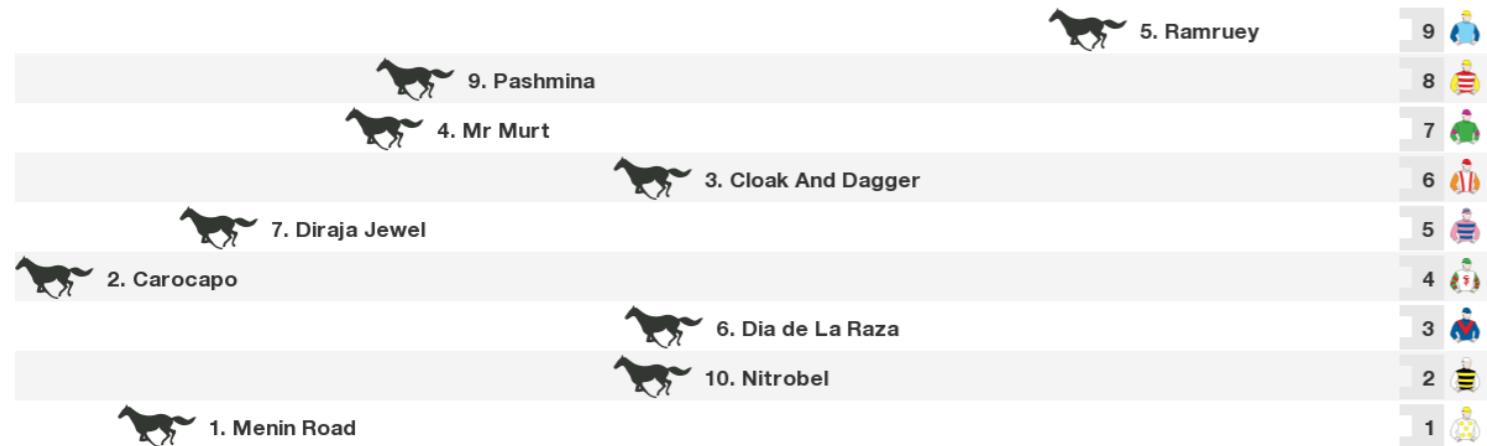 5. Ramruey 9
9. Pashmina 8
4. Mr Murt 7
3. Cloak And Dagger 6
7. Diraja Jewel 5
2. Carocapo 4
6. Dia de La Raza 3
10. Nitrobel 2
1. Menin Road 1